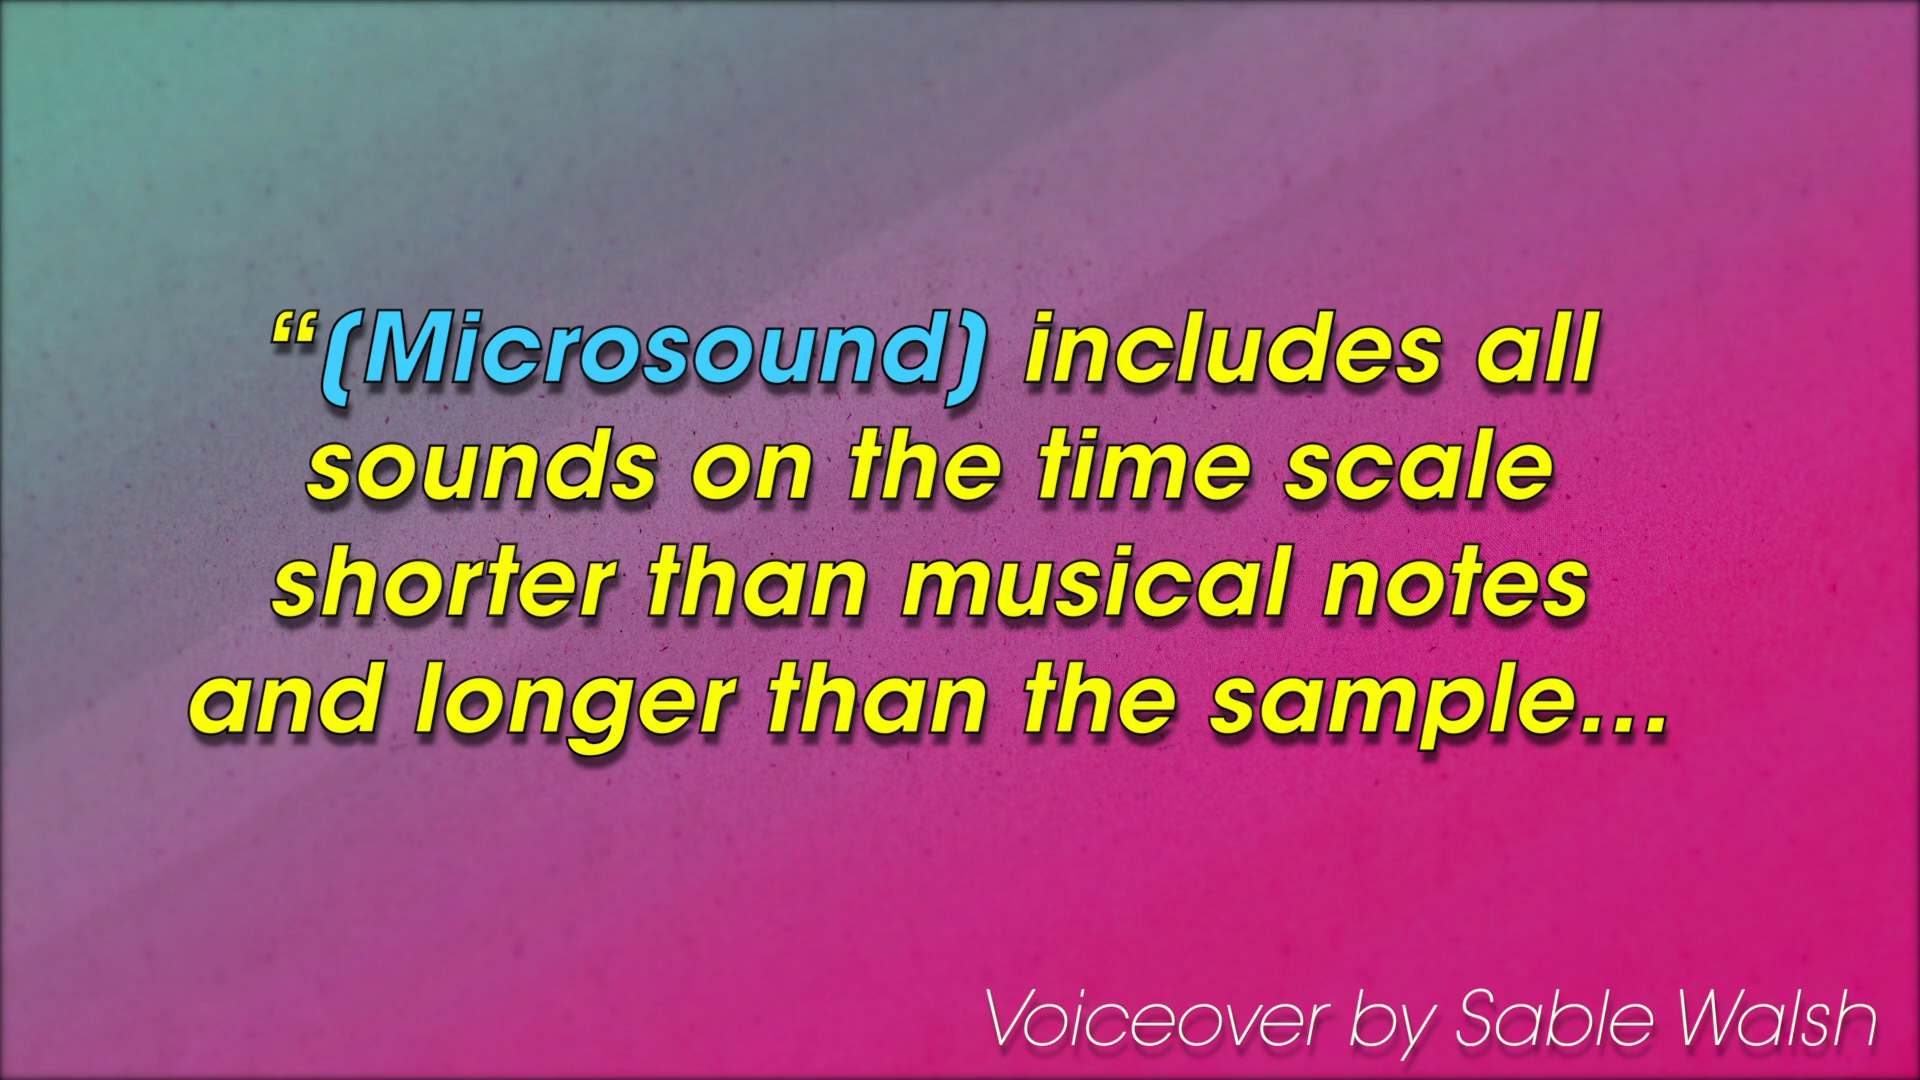 “(Microsound) includes all
sounds on the time scale
shorter than musical notes
and longer than the sample...
Voiceover by Sable Walsh